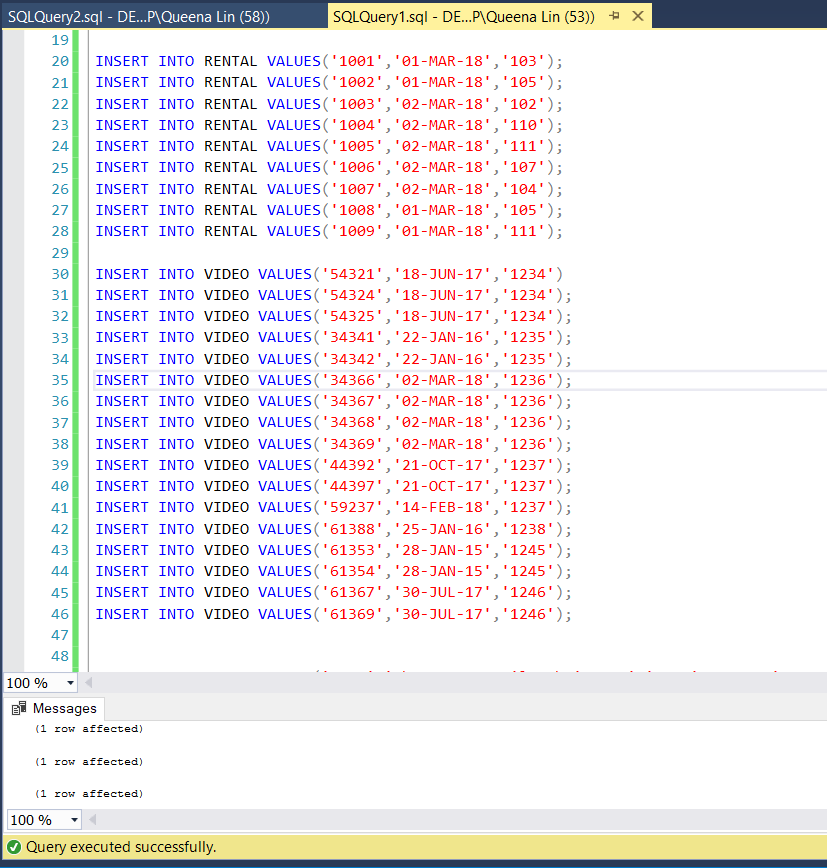 SQLQuery2.sql - DE...P\Queena Lin (58))
SQLQuery1.sql - DE...P\Queena Lin (53))
19
20 INSERT INTO RENTAL VALUES('1001','01-MAR-18','103');
21 INSERT INTO RENTAL VALUES('1002','01-MAR-18','105');
22 INSERT INTO RENTAL VALUES('1003','02-MAR-18','102');
23 INSERT INTO RENTAL VALUES('1004','02-MAR-18','110');
24 INSERT INTO RENTAL VALUES('1005','02-MAR-18','111');
25 INSERT INTO RENTAL VALUES('1006','02-MAR-18','107');
26 INSERT INTO RENTAL VALUES('1007','02-MAR-18','104');
27 INSERT INTO RENTAL VALUES('1008','01-MAR-18','105');
28 INSERT INTO RENTAL VALUES('1009','01-MAR-18','111');
29
30 INSERT INTO VIDEO VALUES('54321','18-JUN-17','1234')
31 INSERT INTO VIDEO VALUES('54324','18-JUN-17','1234');
32 INSERT INTO VIDEO VALUES('54325','18-JUN-17','1234');
33 INSERT INTO VIDEO VALUES('34341','22-JAN-16','1235');
34 INSERT INTO VIDEO VALUES('34342','22-JAN-16','1235');
35 INSERT INTO VIDEO VALUES('34366','02-MAR-18','1236');
36 INSERT INTO VIDEO VALUES('34367','02-MAR-18','1236');
37 INSERT INTO VIDEO VALUES('34368','02-MAR-18','1236');
38 INSERT INTO VIDEO VALUES('34369','02-MAR-18','1236');
39 INSERT INTO VIDEO VALUES('44392','21-OCT-17','1237');
40 INSERT INTO VIDEO VALUES('44397','21-OCT-17','1237');
41 INSERT INTO VIDEO VALUES('59237','14-FEB-18','1237');
42 INSERT INTO VIDEO VALUES('61388','25-JAN-16','1238');
43 INSERT INTO VIDEO VALUES('61353','28-JAN-15','1245');
44 INSERT INTO VIDEO VALUES('61354','28-JAN-15','1245');
45 INSERT INTO VIDEO VALUES('61367','30-JUL-17','1246');
46 INSERT INTO VIDEO VALUES('61369','30-JUL-17','1246');
47
48
100 %
Messages
(1 row affected)
(1 row affected)
(1 row affected)
100 %
Query executed successfully.